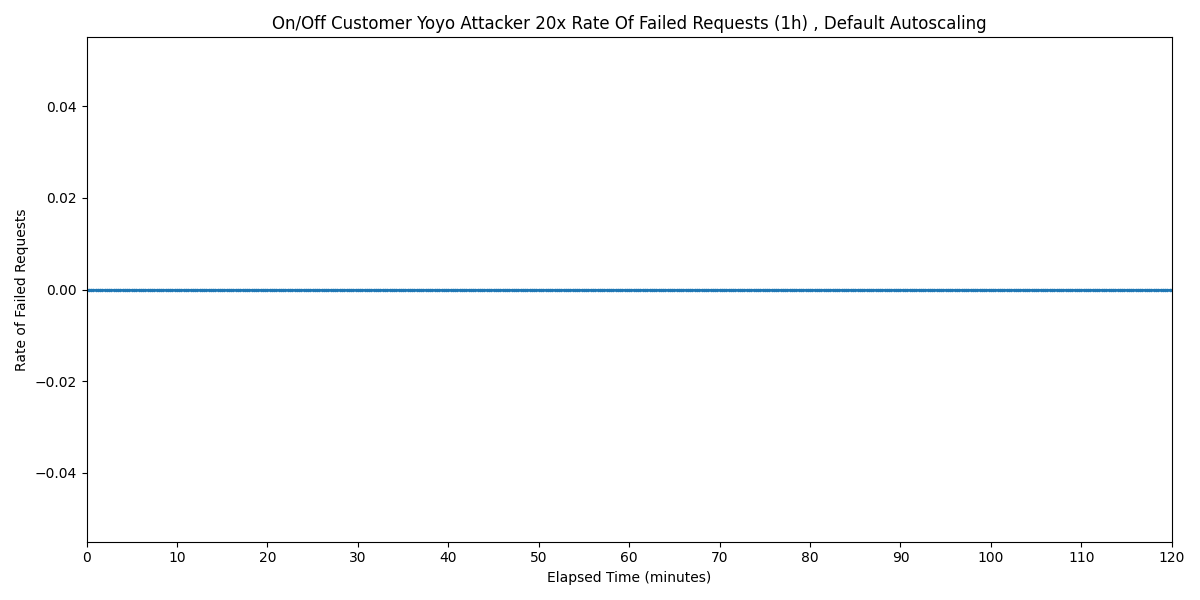 On/Off Customer Yoyo Attacker 20x Rate Of Failed Requests (1h) , Default Autoscaling
Rate of Failed Requests
0.04
0.02
0.00
−0.02
−0.04
0 10 20 30 40 50 60 70 80 90 100 110 120
Elapsed Time (minutes)